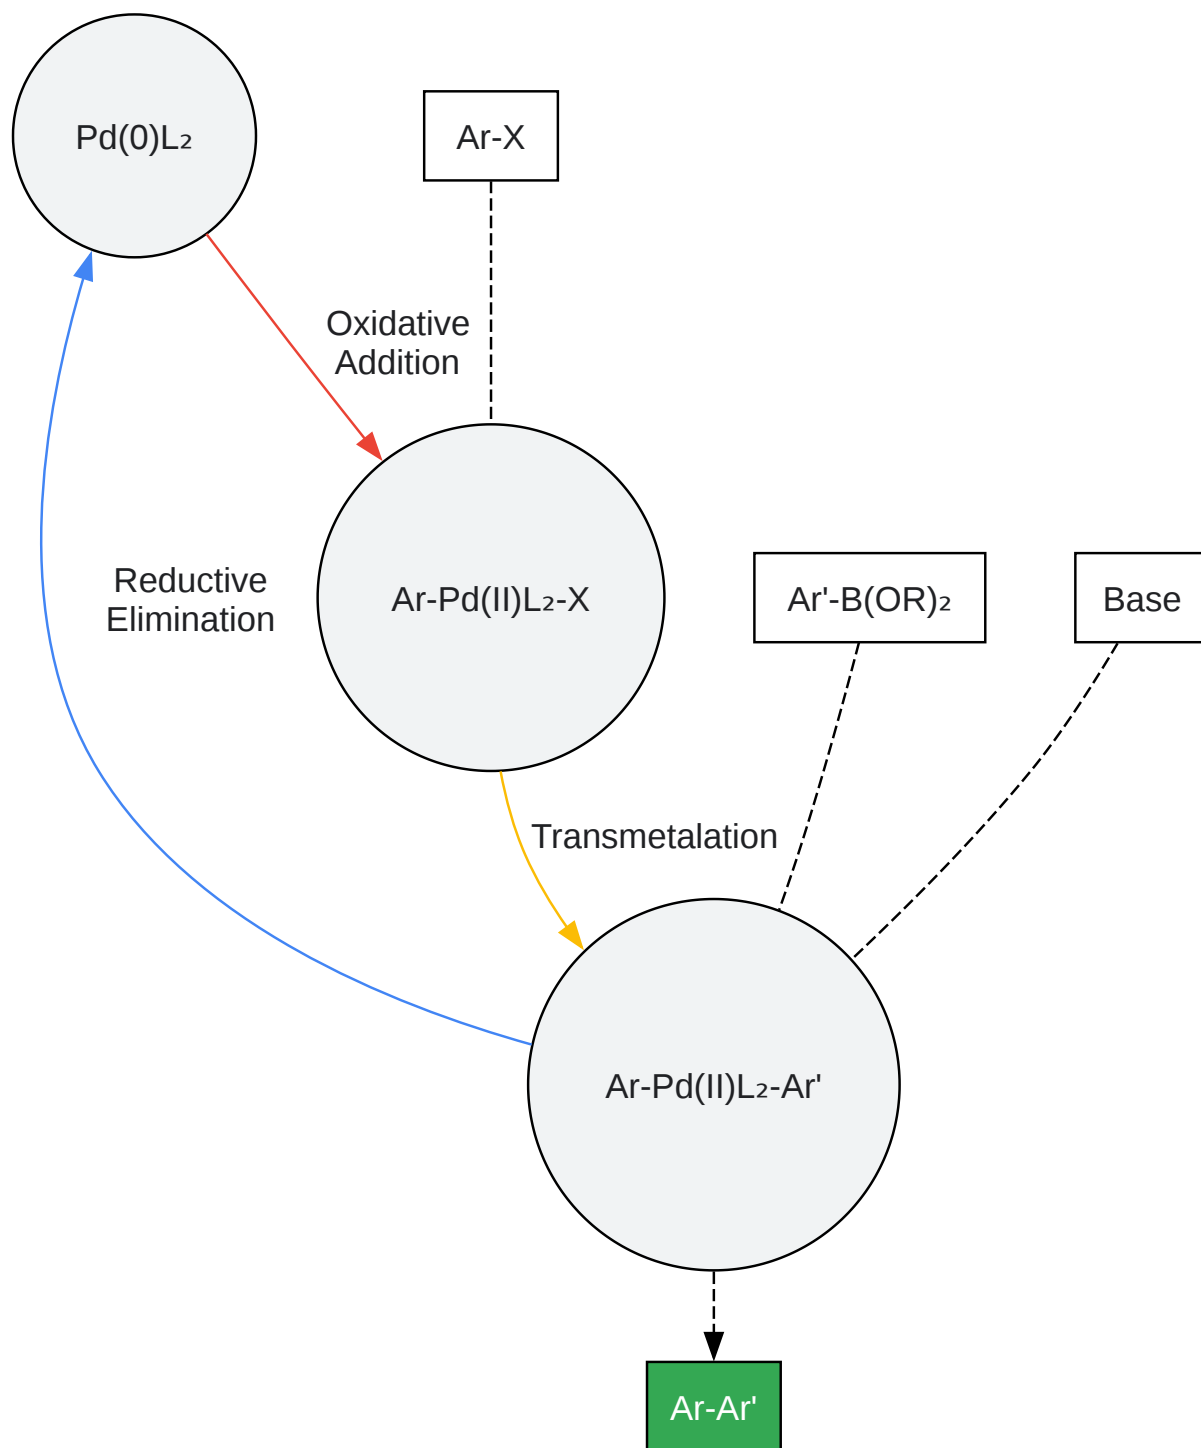 Pd(0)L₂
Ar-X
Oxidative
Addition
Reductive
Elimination
Ar-Pd(II)L₂-X
Ar'-B(OR)₂
Base
Transmetalation
Ar-Pd(II)L₂-Ar'
Ar-Ar'